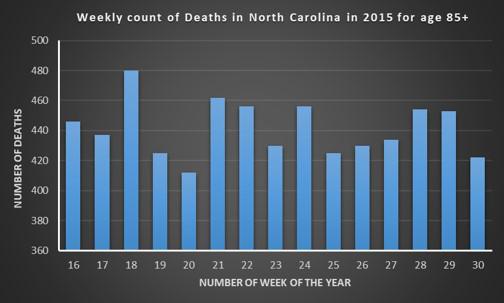 Weekly count of Deaths in North Carolina in 2015 for age 85+
500
480
460
440
420
400
380
360
NUMBER OF DEATHS
16 17 18 19 20 21 22 23 24 25 26 27 28 29 30
NUMBER OF WEEK OF THE YEAR